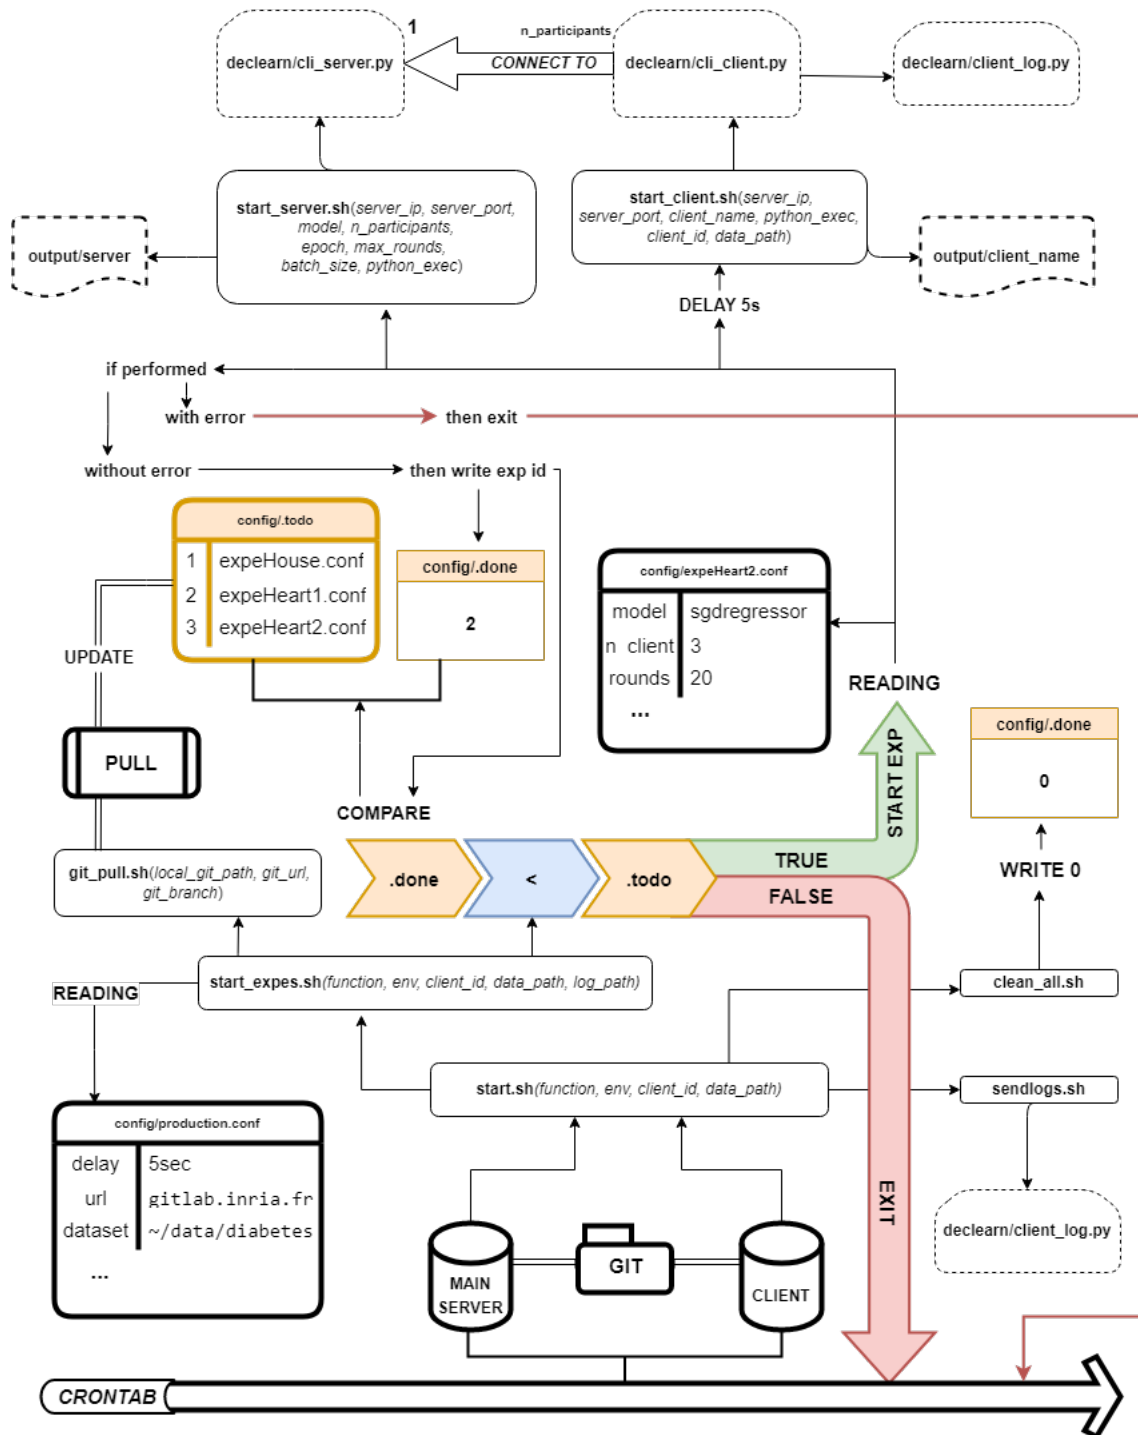 1
n_participants
declearn/cli_server.py
CONNECT TO
declearn/cli_client.py
declearn/client_log.py
start_server.sh(server_ip, server_port,
model, n_participants,
epoch, max_rounds,
batch_size, python_exec)
start_client.sh(server_ip,
server_port, client_name, python_exec,
client_id, data_path)
output/server
output/client_name
DELAY 5s
if performed
with error
then exit
without error
then write exp id
config/.todo
1 expeHouse.conf
2 expeHeart1.conf
3 expeHeart2.conf
config/.done
2
config/expeHeart2.conf
model sgdregressor
n_client 3
rounds 20
...
UPDATE
READING
PULL
START EXP
config/.done
0
COMPARE
.done
<
.todo
TRUE
FALSE
WRITE 0
git_pull.sh(local_git_path, git_url,
git_branch)
start_expes.sh(function, env, client_id, data_path, log_path)
READING
clean_all.sh
start.sh(function, env, client_id, data_path)
sendlogs.sh
config/production.conf
delay 5sec
url gitlab.inria.fr
dataset ~/data/diabetes
...
EXIT
declearn/client_log.py
MAIN
SERVER
GIT
CLIENT
CRONTAB